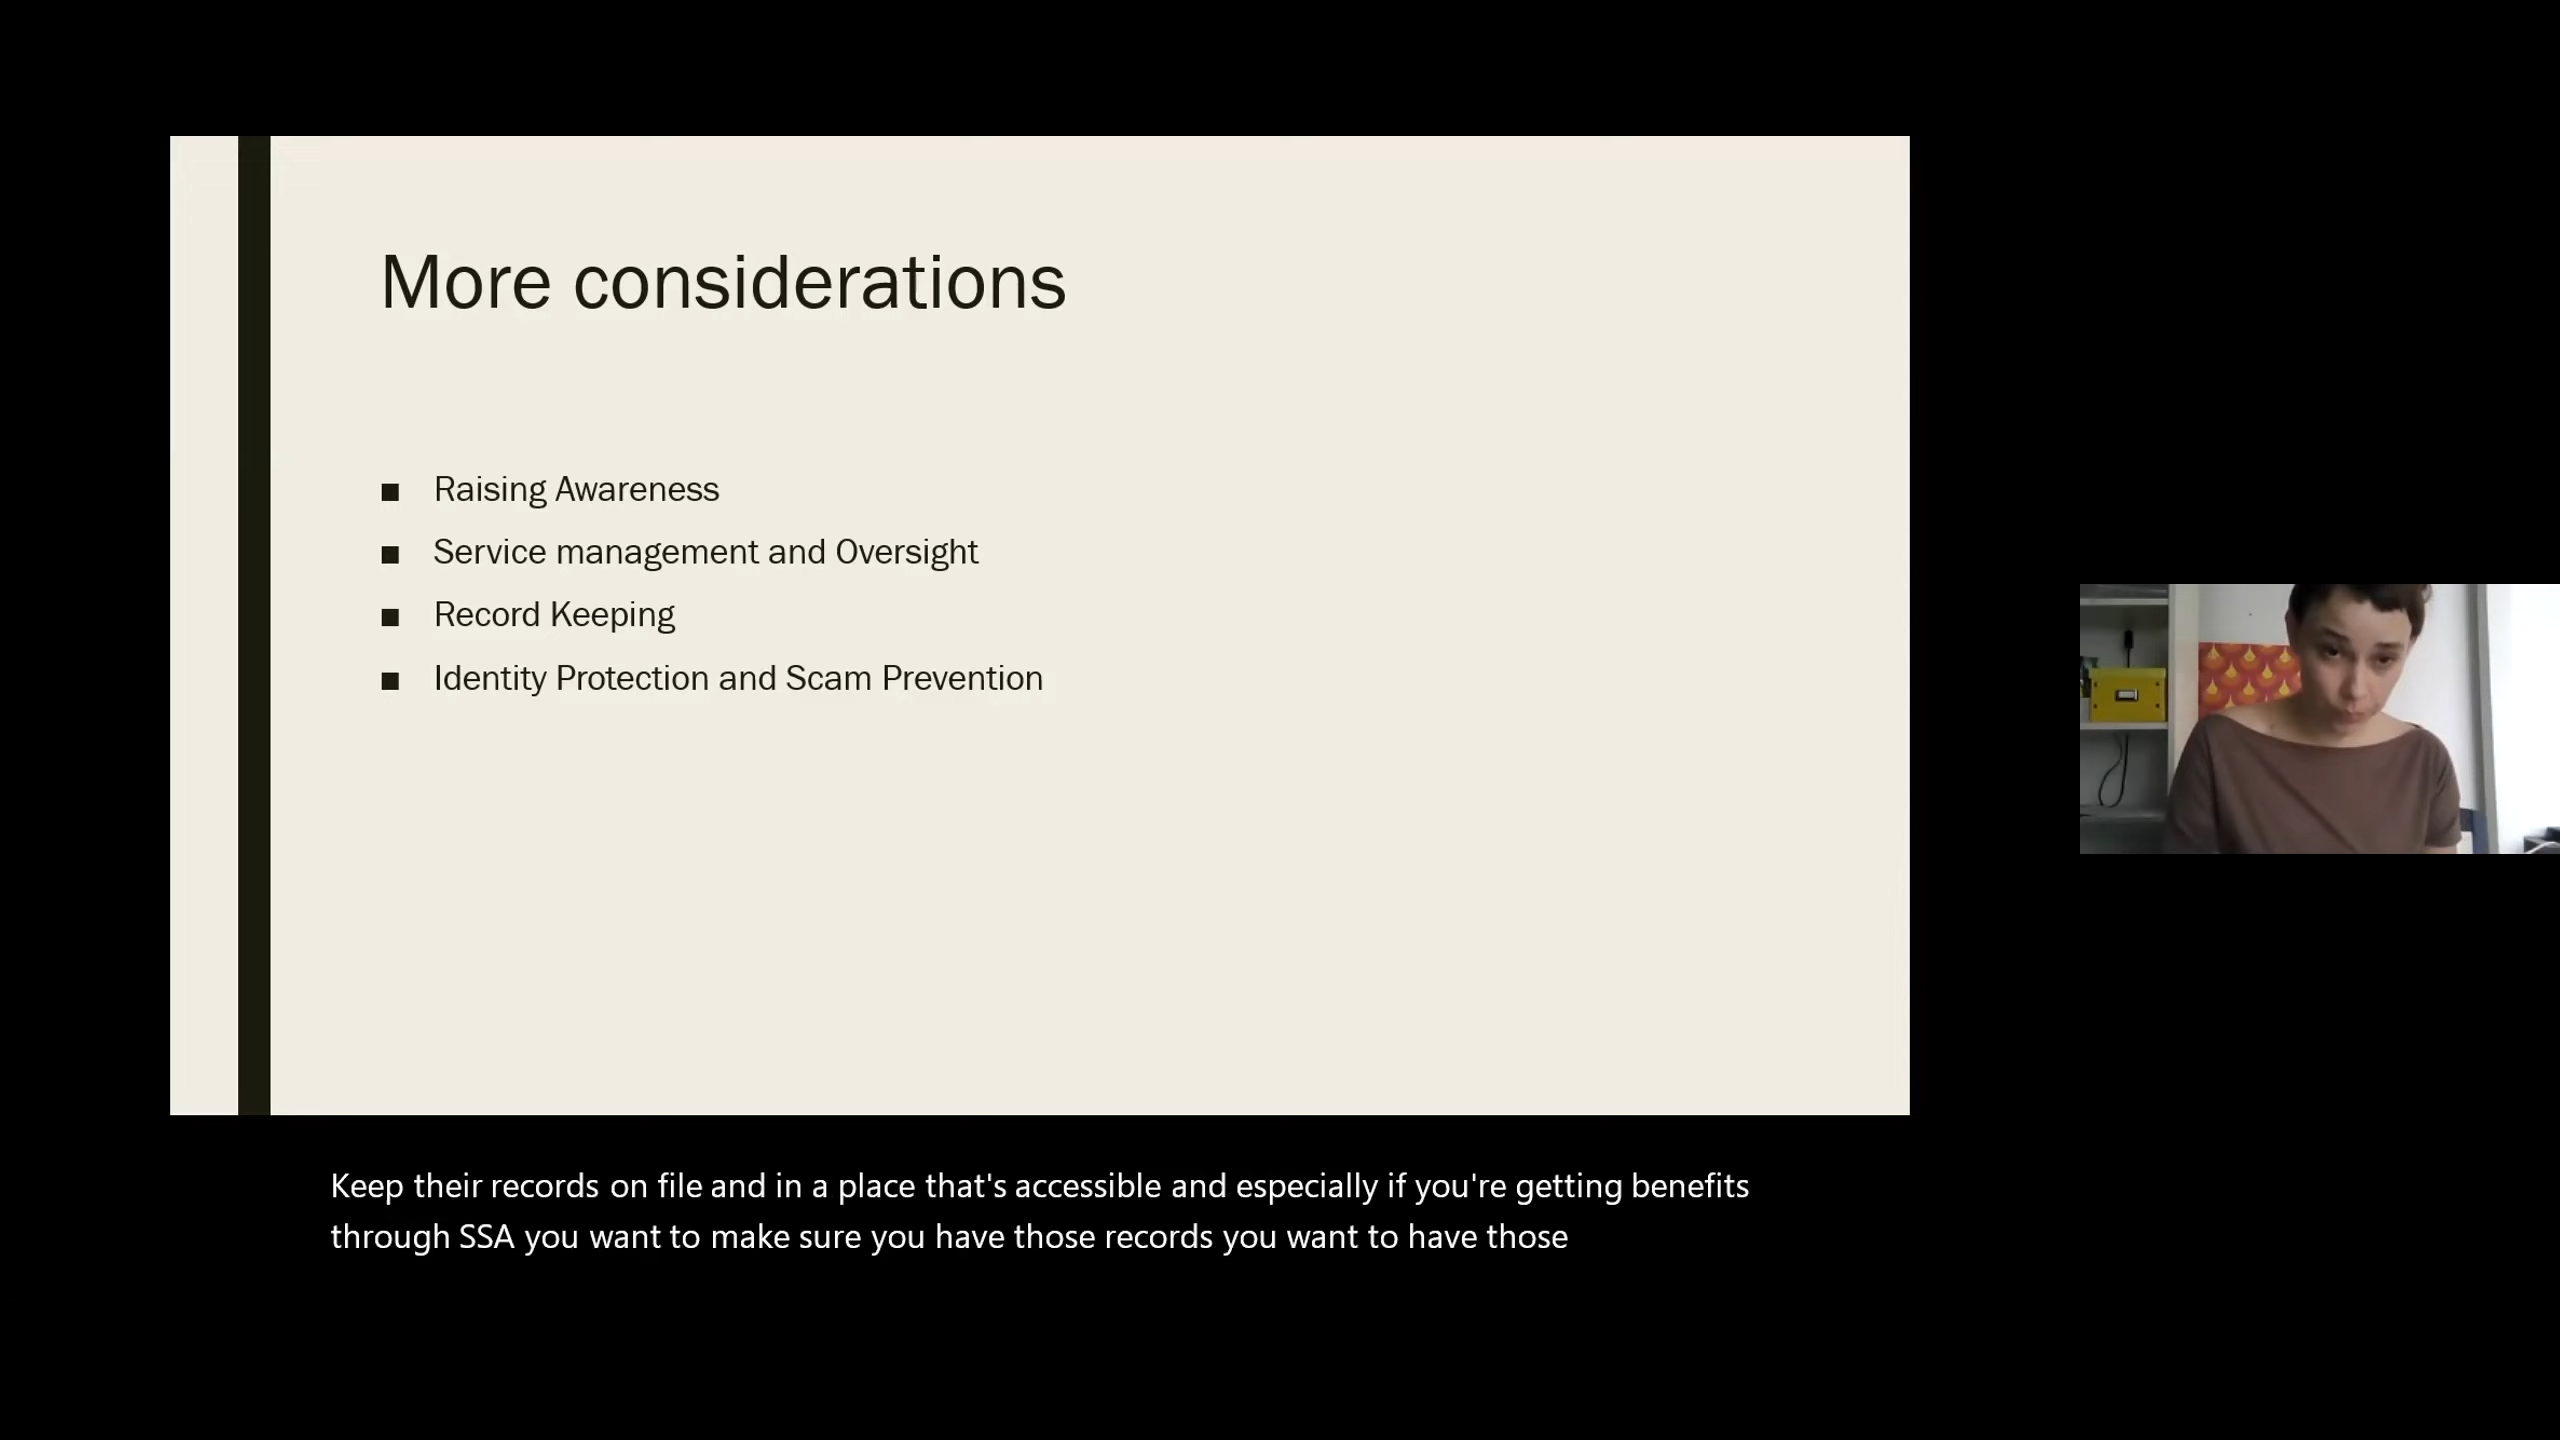 More considerations
Raising Awareness
Service management and Oversight
Record Keeping
Identity Protection and Scam Prevention
Keep their records on file and in a place that's accessible and especially if you're getting benefits
through SSA you want to make sure you have those records you want to have those